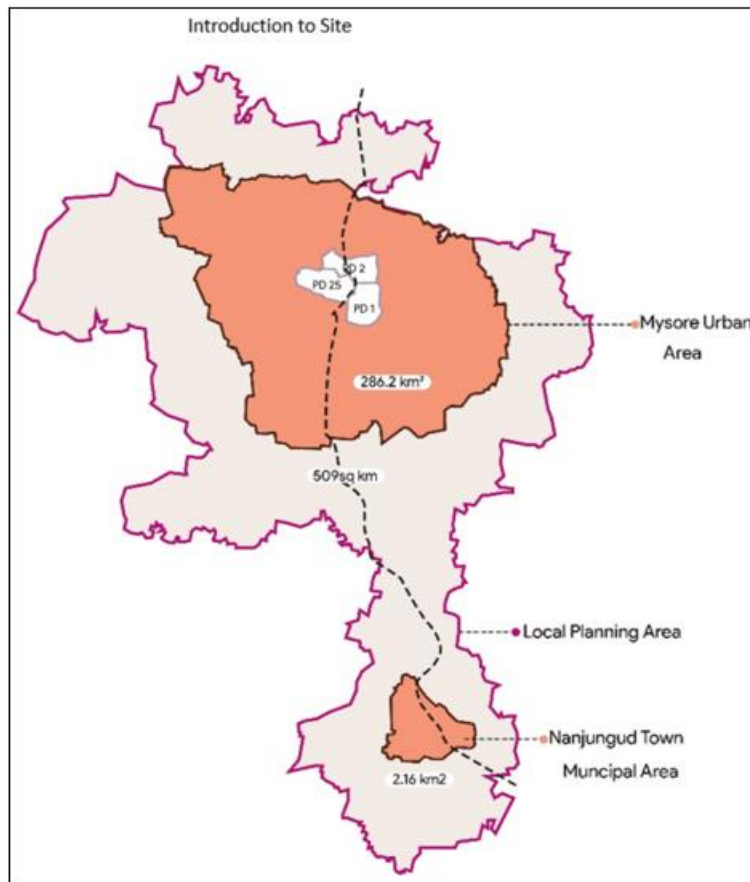 Introduction to Site
PD 2
PD 25
PD 1
Mysore Urban
Area
286.2 km²
509sq km
Local Planning Area
Nanjungud Town
Muncipal Area
2.16 km2